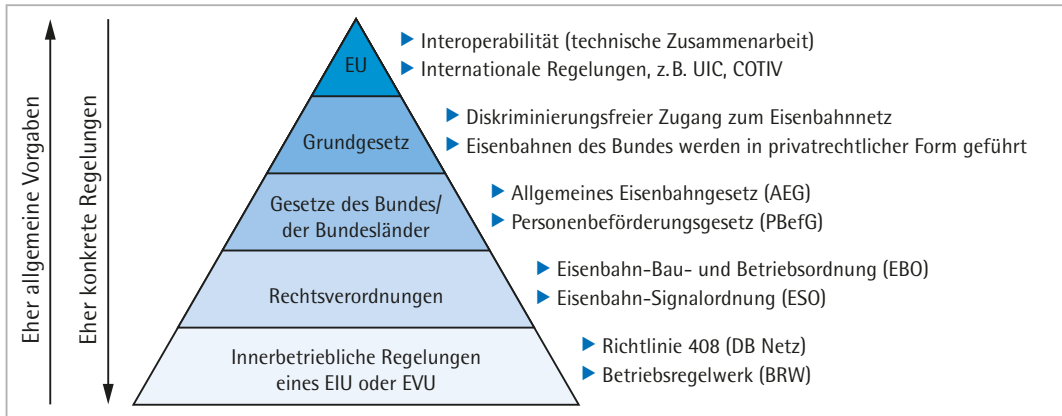 Eher allgemeine Vorgaben
Eher konkrete Regelungen
EU
▶ Interoperabilität (technische Zusammenarbeit)
▶ Internationale Regelungen, z. B. UIC, COTIV
Grundgesetz
▶ Diskriminierungsfreier Zugang zum Eisenbahnnetz
▶ Eisenbahnen des Bundes werden in privatrechtlicher Form geführt
Gesetze des Bundes/
der Bundesländer
▶ Allgemeines Eisenbahngesetz (AEG)
▶ Personenbeförderungsgesetz (PBefG)
Rechtsverordnungen
▶ Eisenbahn-Bau- und Betriebsordnung (EBO)
▶ Eisenbahn-Signalordnung (ESO)
Innerbetriebliche Regelungen
eines EIU oder EVU
▶ Richtlinie 408 (DB Netz)
▶ Betriebsregelwerk (BRW)